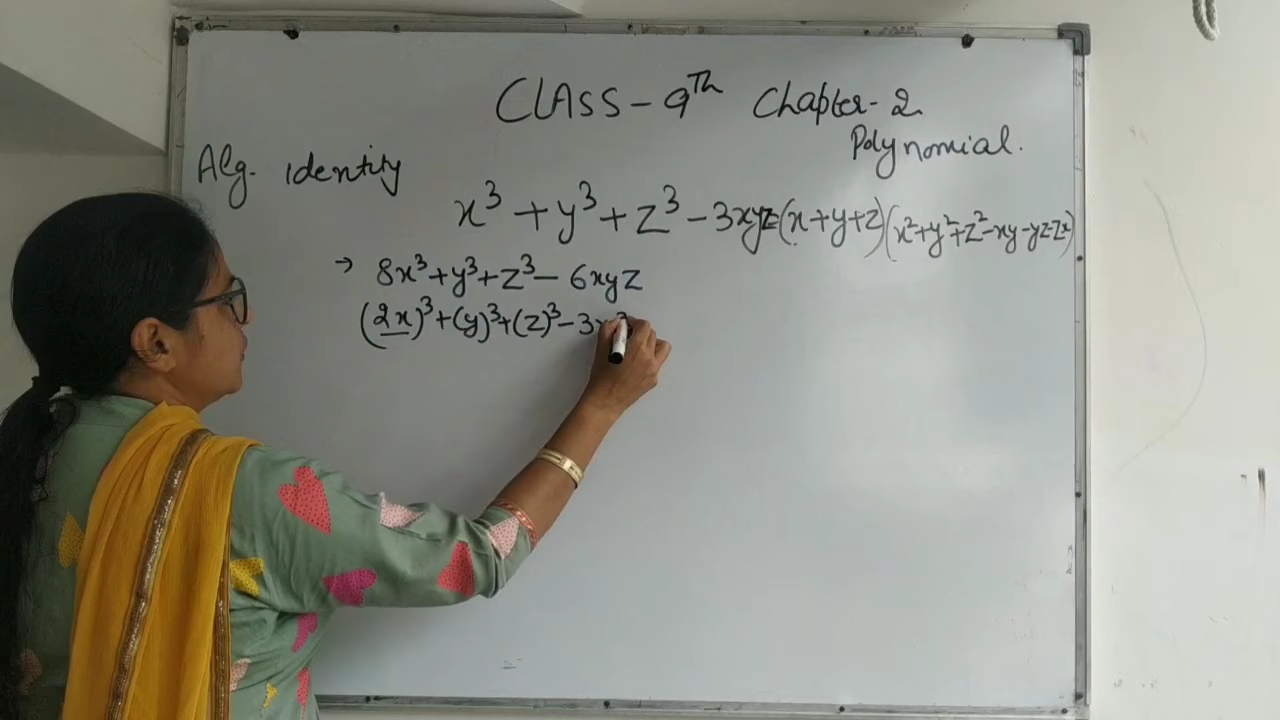 CLASS - 9Th Chapter - 2
Polynomial.
Alg. Identity
x³ + y³ + z³ - 3xyz = (x+y+z)(x²+y²+z²-xy-yz-zx)
→ 8x³ + y³ + z³ - 6xyz
(2x)³ + (y)³ + (z)³ - 3x